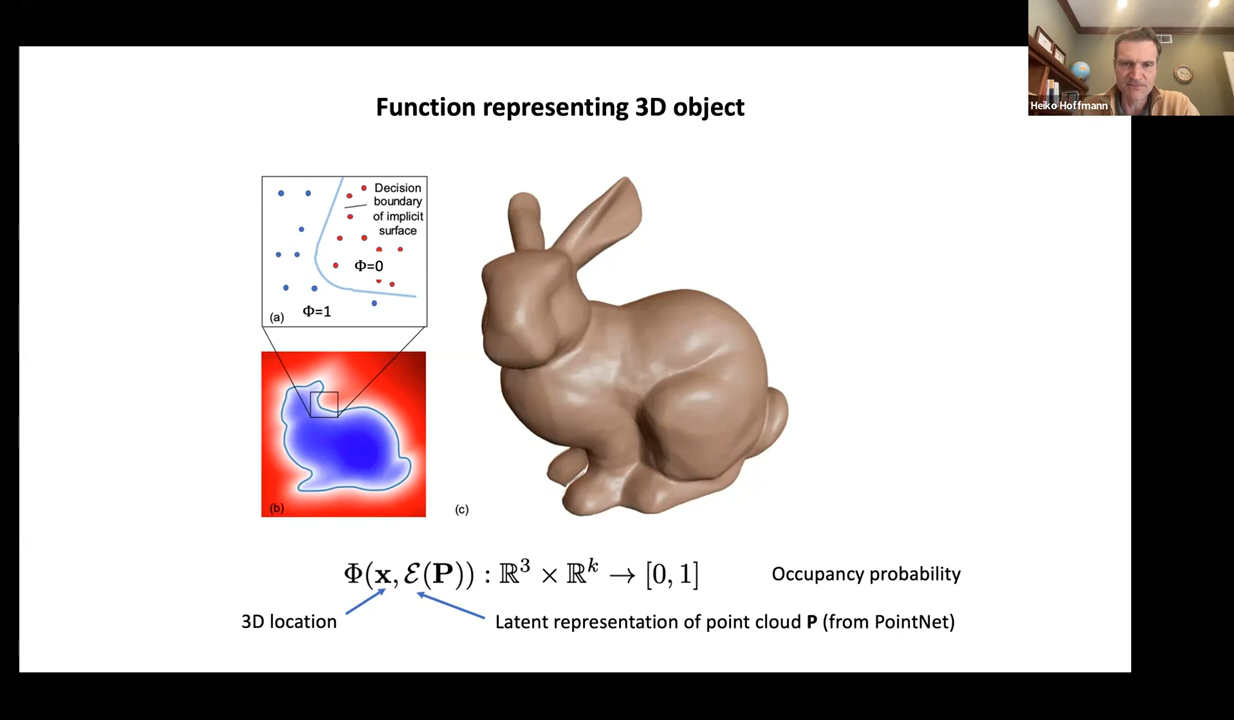 Heiko Hoffmann
Function representing 3D object
Decision
boundary
of implicit
surface
Φ=0
Φ=1
(a)
(b)
(c)
Φ(x, ℰ(P)) : ℝ³ × ℝᵏ → [0, 1]
Occupancy probability
3D location
Latent representation of point cloud P (from PointNet)